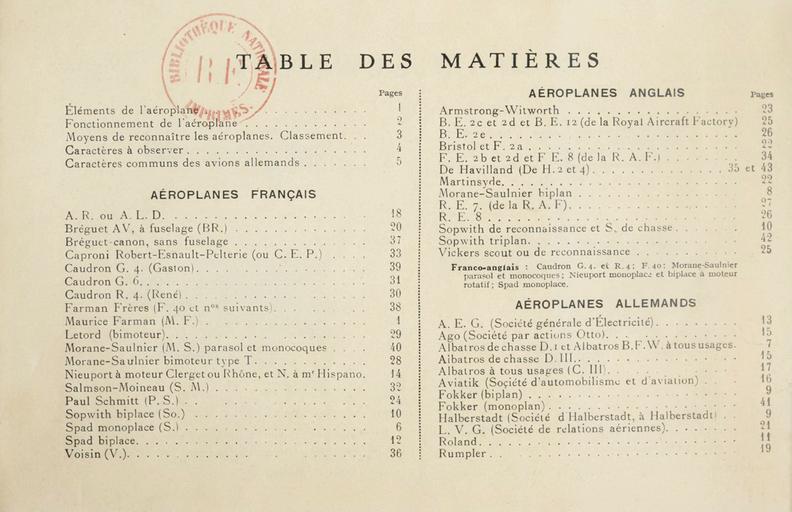 TABLE DES MATIÈRES
BIBLIOTHÈQUE NATIONALE
IMPRIMÉS.
Pages
Éléments de l'aéroplane 1
Fonctionnement de l'aéroplane 2
Moyens de reconnaître les aéroplanes. Classement. 3
Caractères à observer 4
Caractères communs des avions allemands 5
AÉROPLANES FRANÇAIS
A. R. ou A. L. D. 18
Bréguet AV, à fuselage (BR.) 20
Bréguet-canon, sans fuselage 37
Caproni Robert-Esnault-Pelterie (ou C. E. P.) 33
Caudron G. 4. (Gaston) 39
Caudron G. 6. 31
Caudron R. 4. (René) 30
Farman Frères (F. 40 et nos suivants). 38
Maurice Farman (M. F.) 1
Letord (bimoteur). 29
Morane-Saulnier (M. S.) parasol et monocoques 40
Morane-Saulnier bimoteur type T. 28
Nieuport à moteur Clerget ou Rhône, et N. à mr Hispano. 14
Salmson-Moineau (S. M.) 32
Paul Schmitt (P. S.) 24
Sopwith biplace (So.) 10
Spad monoplace (S.) 6
Spad biplace. 12
Voisin (V.). 36
AÉROPLANES ANGLAIS
Pages
Armstrong-Witworth 23
B. E. 2c et 2d et B. E. 12 (de la Royal Aircraft Factory) 25
B. E. 2e. 26
Bristol et F. 2a 22
F. E. 2b et 2d et F E. 8 (de la R. A. F.) 34
De Havilland (De H. 2 et 4). 35 et 43
Martinsyde. 22
Morane-Saulnier biplan 8
R. E. 7. (de la R. A F). 27
R. E. 8 26
Sopwith de reconnaissance et S. de chasse. 10
Sopwith triplan. 42
Vickers scout ou de reconnaissance 25
Franco-anglais : Caudron G. 4. et R. 4; F. 40; Morane-Saulnier
parasol et monocoques; Nieuport monoplace et biplace à moteur
rotatif; Spad monoplace.
AÉROPLANES ALLEMANDS
A. E. G. (Société générale d'Électricité). 13
Ago (Société par actions Otto). 15
Albatros de chasse D. I et Albatros B. F. W. à tous usages. 7
Albatros de chasse D. III. 15
Albatros à tous usages (C. III). 17
Aviatik (Société d'automobilisme et d'aviation) 16
Fokker (biplan) 9
Fokker (monoplan) 41
Halberstadt (Société d Halberstadt, à Halberstadt) 9
L. V. G. (Société de relations aériennes). 21
Roland. 11
Rumpler 19